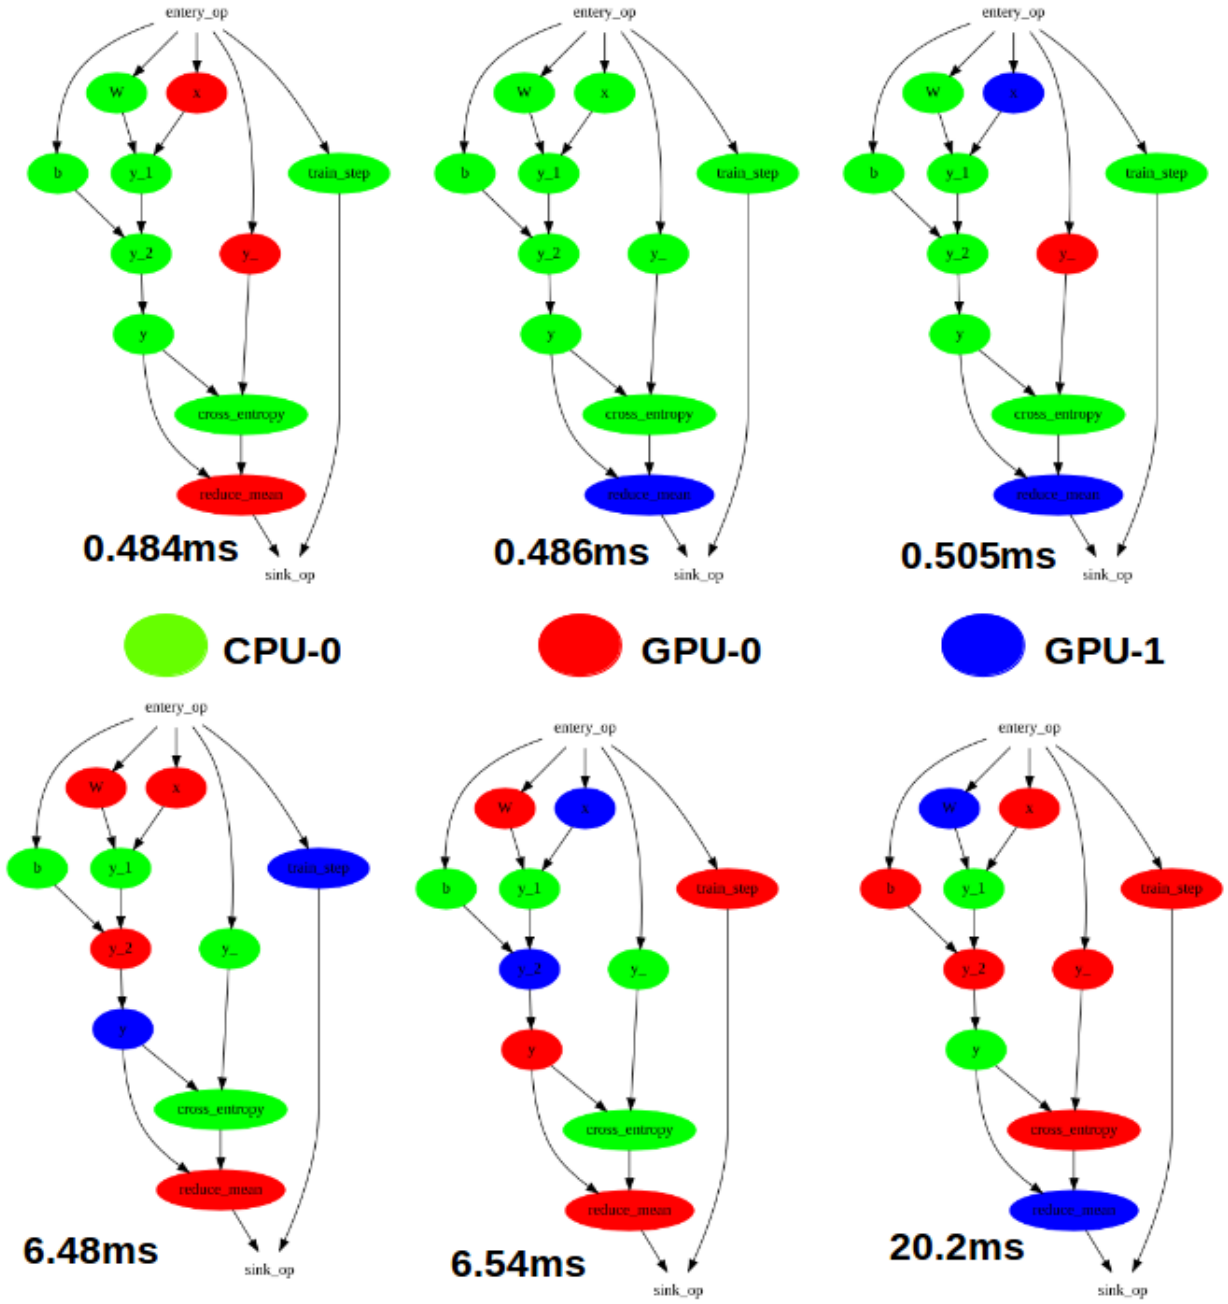 entery_op
W
x
b
y_1
train_step
y_2
y_
y
cross_entropy
reduce_mean
0.484ms
sink_op
entery_op
W
x
b
y_1
train_step
y_2
y_
y
cross_entropy
reduce_mean
0.486ms
sink_op
entery_op
W
x
b
y_1
train_step
y_2
y_
y
cross_entropy
reduce_mean
0.505ms
sink_op
CPU-0
GPU-0
GPU-1
entery_op
W
x
b
y_1
train_step
y_2
y_
y
cross_entropy
reduce_mean
6.48ms
sink_op
entery_op
W
x
b
y_1
train_step
y_2
y_
y
cross_entropy
reduce_mean
6.54ms
sink_op
entery_op
W
x
b
y_1
train_step
y_2
y_
y
cross_entropy
reduce_mean
20.2ms
sink_op